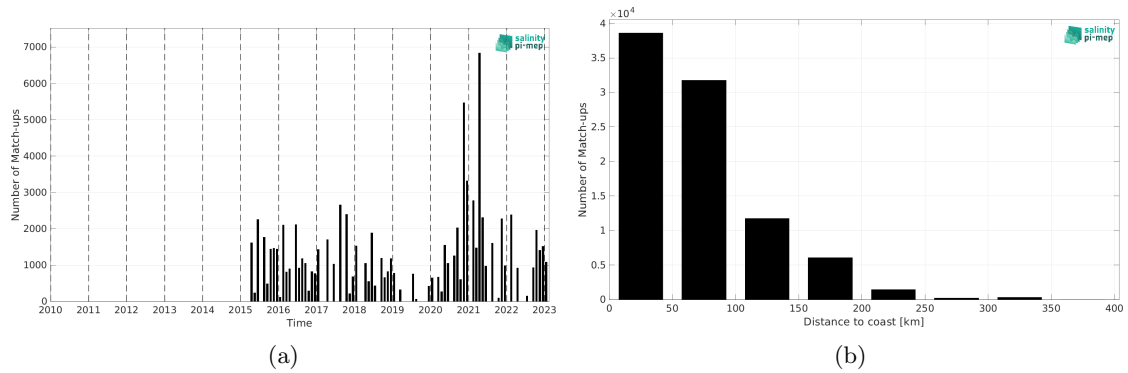 salinity
pi-mep
7000
6000
5000
4000
3000
2000
1000
0
Number of Match-ups
2010 2011 2012 2013 2014 2015 2016 2017 2018 2019 2020 2021 2022 2023
Time
(a)
×10⁴
salinity
pi-mep
4
3.5
3
2.5
2
1.5
1
0.5
0
Number of Match-ups
0 50 100 150 200 250 300 350 400
Distance to coast [km]
(b)